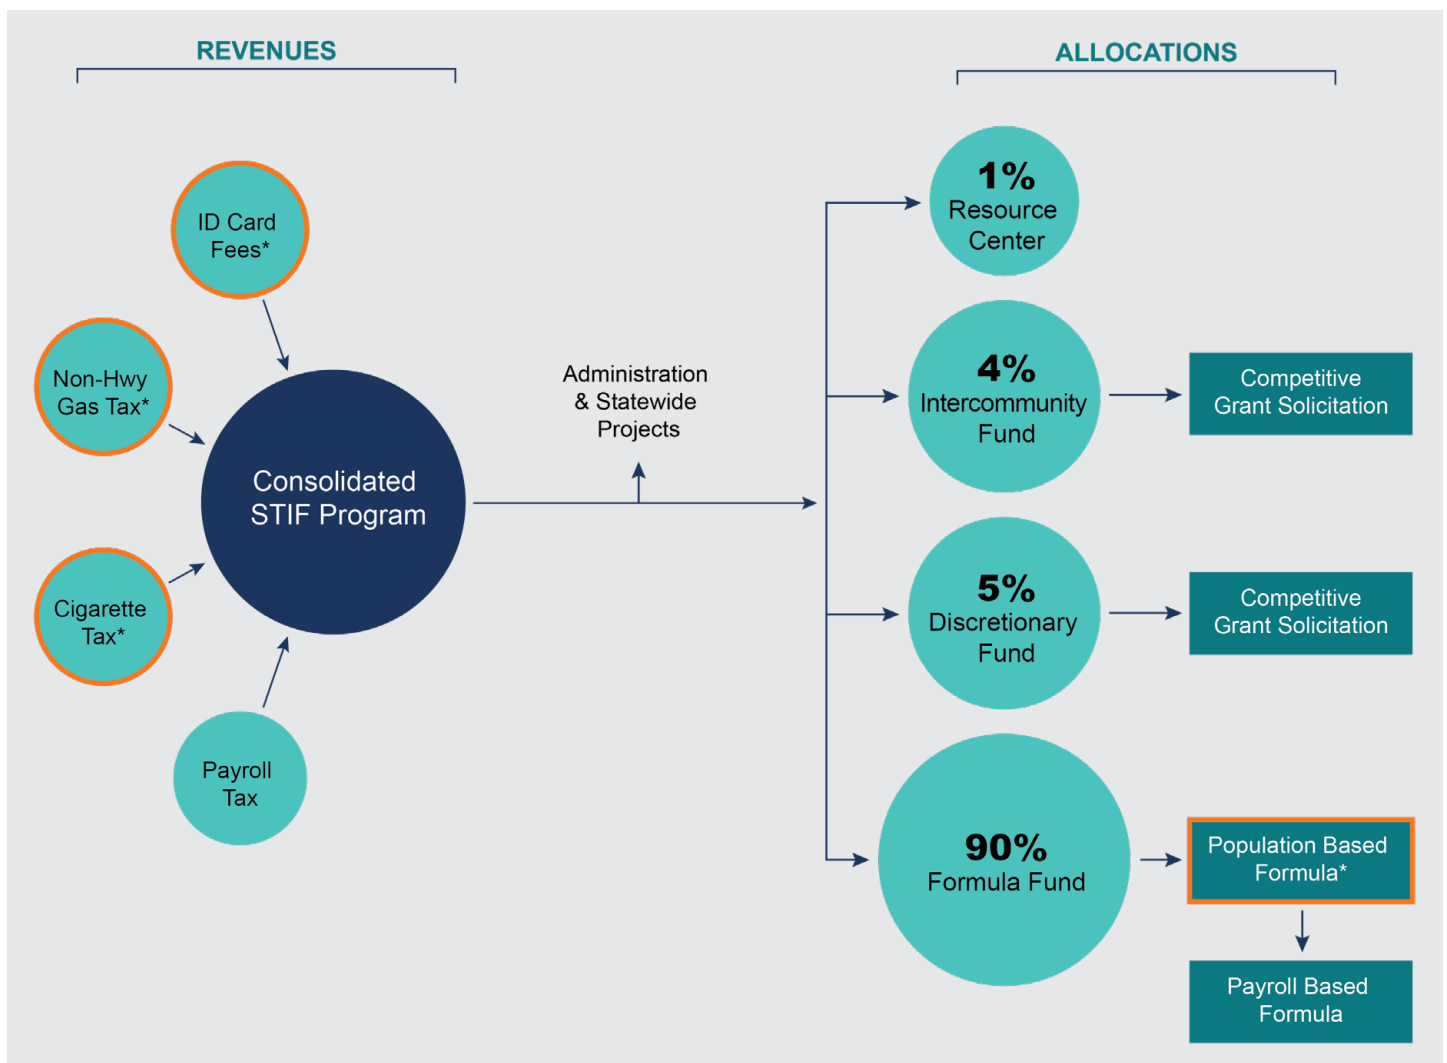 REVENUES
ALLOCATIONS
ID Card
Fees*
Non-Hwy
Gas Tax*
Cigarette
Tax*
Payroll
Tax
Consolidated
STIF Program
Administration
& Statewide
Projects
1%
Resource
Center
4%
Intercommunity
Fund
Competitive
Grant Solicitation
5%
Discretionary
Fund
Competitive
Grant Solicitation
90%
Formula Fund
Population Based
Formula*
Payroll Based
Formula